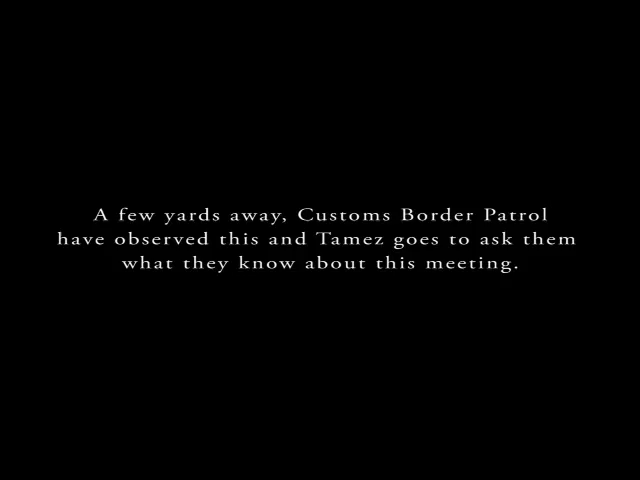 A few yards away, Customs Border Patrol
have observed this and Tamez goes to ask them
what they know about this meeting.